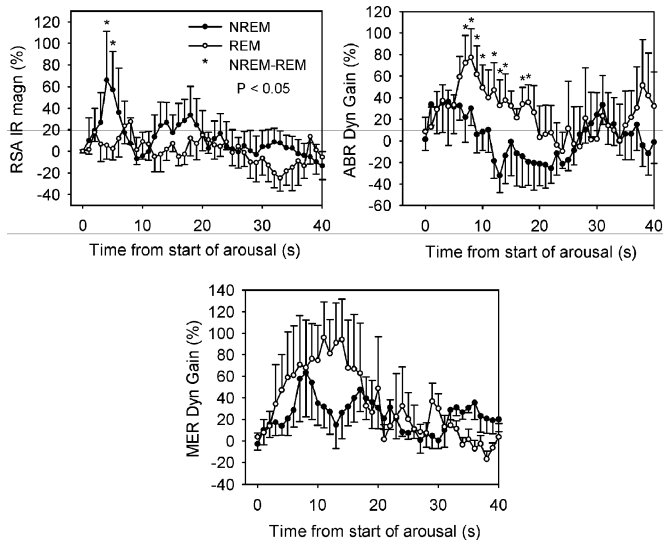 RSA IR magn (%)
120
100
80
60
40
20
0
-20
-40
* *
NREM
REM
* NREM-REM
P < 0.05
0 10 20 30 40
Time from start of arousal (s)
ABR Dyn Gain (%)
120
100
80
60
40
20
0
-20
-40
-60
* * * * * * * * *
0 10 20 30 40
Time from start of arousal (s)
MER Dyn Gain (%)
140
120
100
80
60
40
20
0
-20
-40
0 10 20 30 40
Time from start of arousal (s)